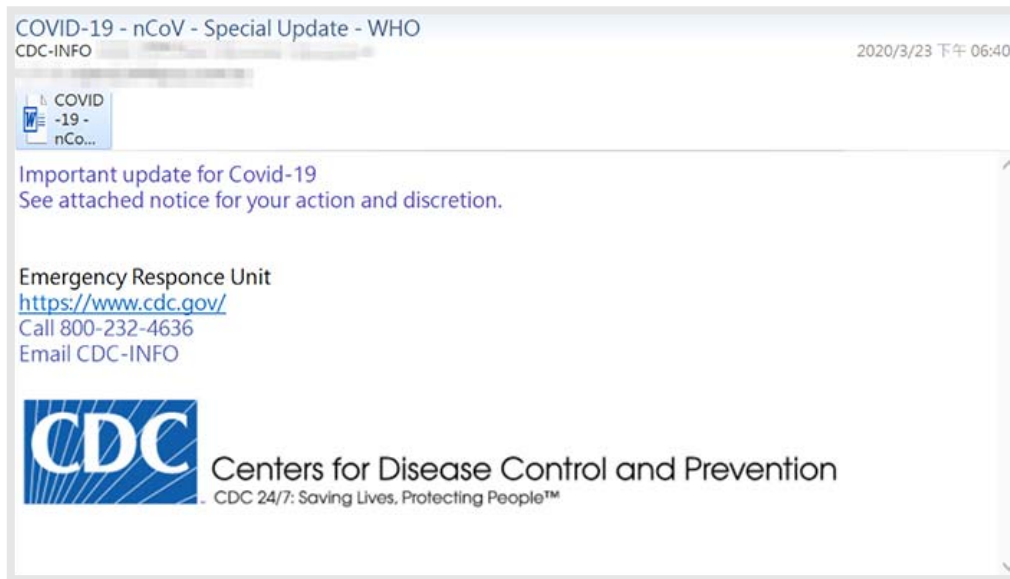 COVID-19 - nCoV - Special Update - WHO
CDC-INFO
2020/3/23 下午 06:40
COVID
-19 -
nCo...
Important update for Covid-19
See attached notice for your action and discretion.
Emergency Responce Unit
https://www.cdc.gov/
Call 800-232-4636
Email CDC-INFO
CDC
Centers for Disease Control and Prevention
CDC 24/7: Saving Lives, Protecting People™